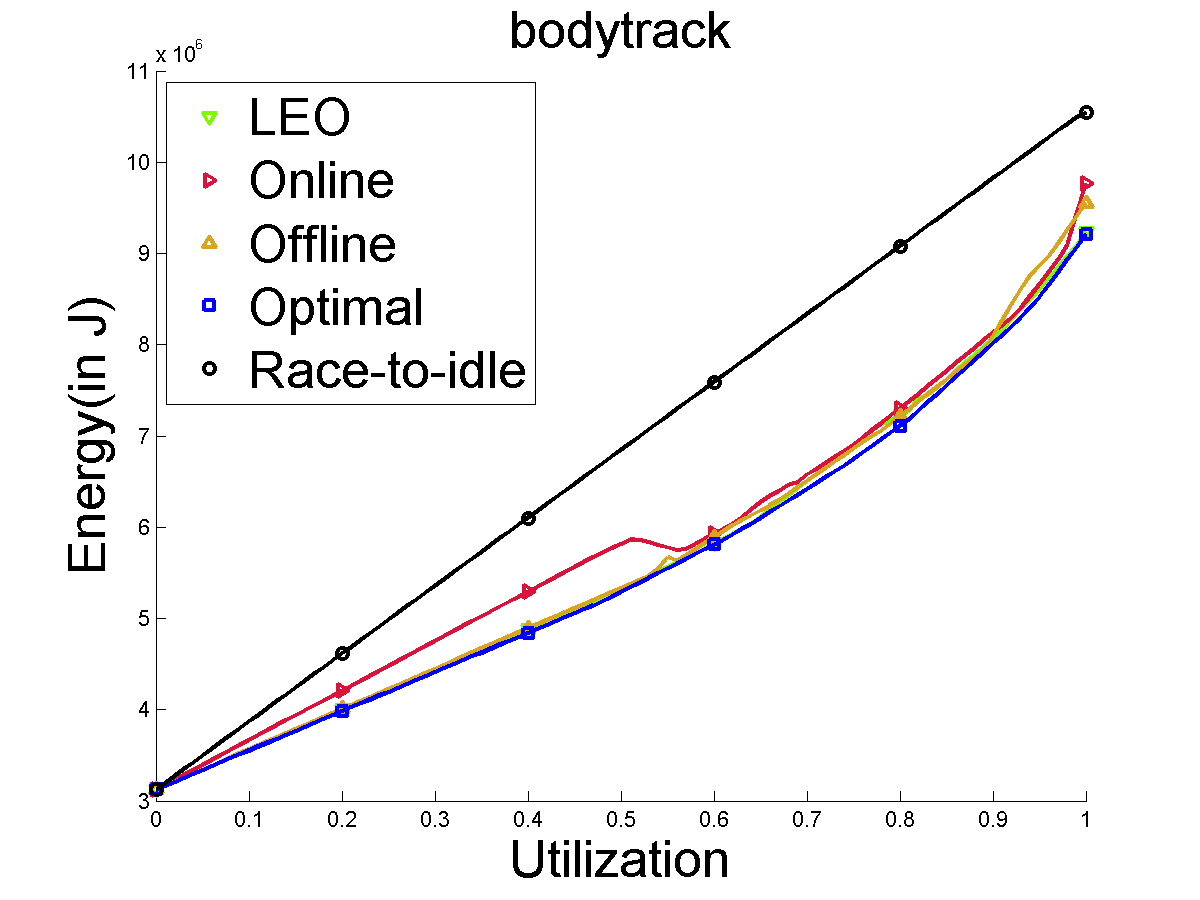 bodytrack
x 10^6
11
10
9
8
7
6
5
4
3
LEO
Online
Offline
Optimal
Race-to-idle
Energy(in J)
0 0.1 0.2 0.3 0.4 0.5 0.6 0.7 0.8 0.9 1
Utilization